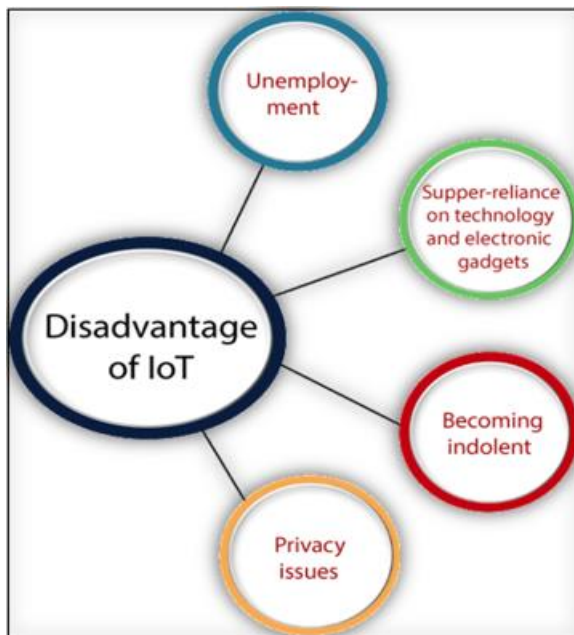 Unemploy-
ment
Supper-reliance
on technology
and electronic
gadgets
Disadvantage
of IoT
Becoming
indolent
Privacy
issues